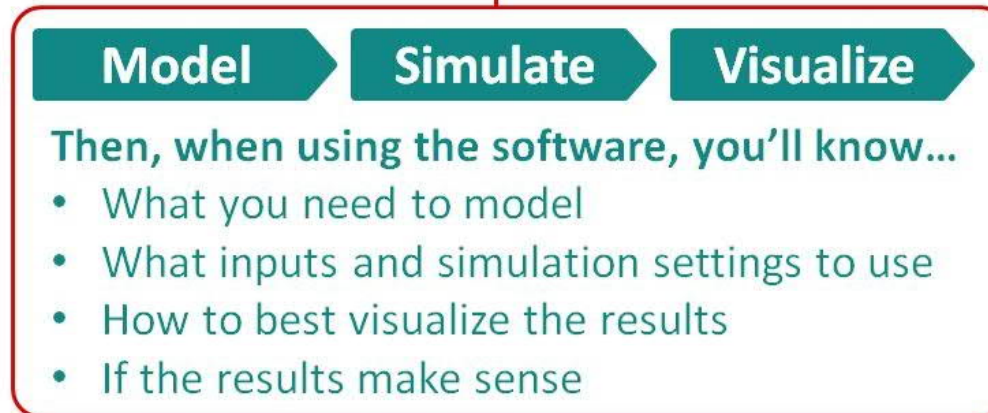 Model Simulate Visualize
Then, when using the software, you’ll know…
• What you need to model
• What inputs and simulation settings to use
• How to best visualize the results
• If the results make sense